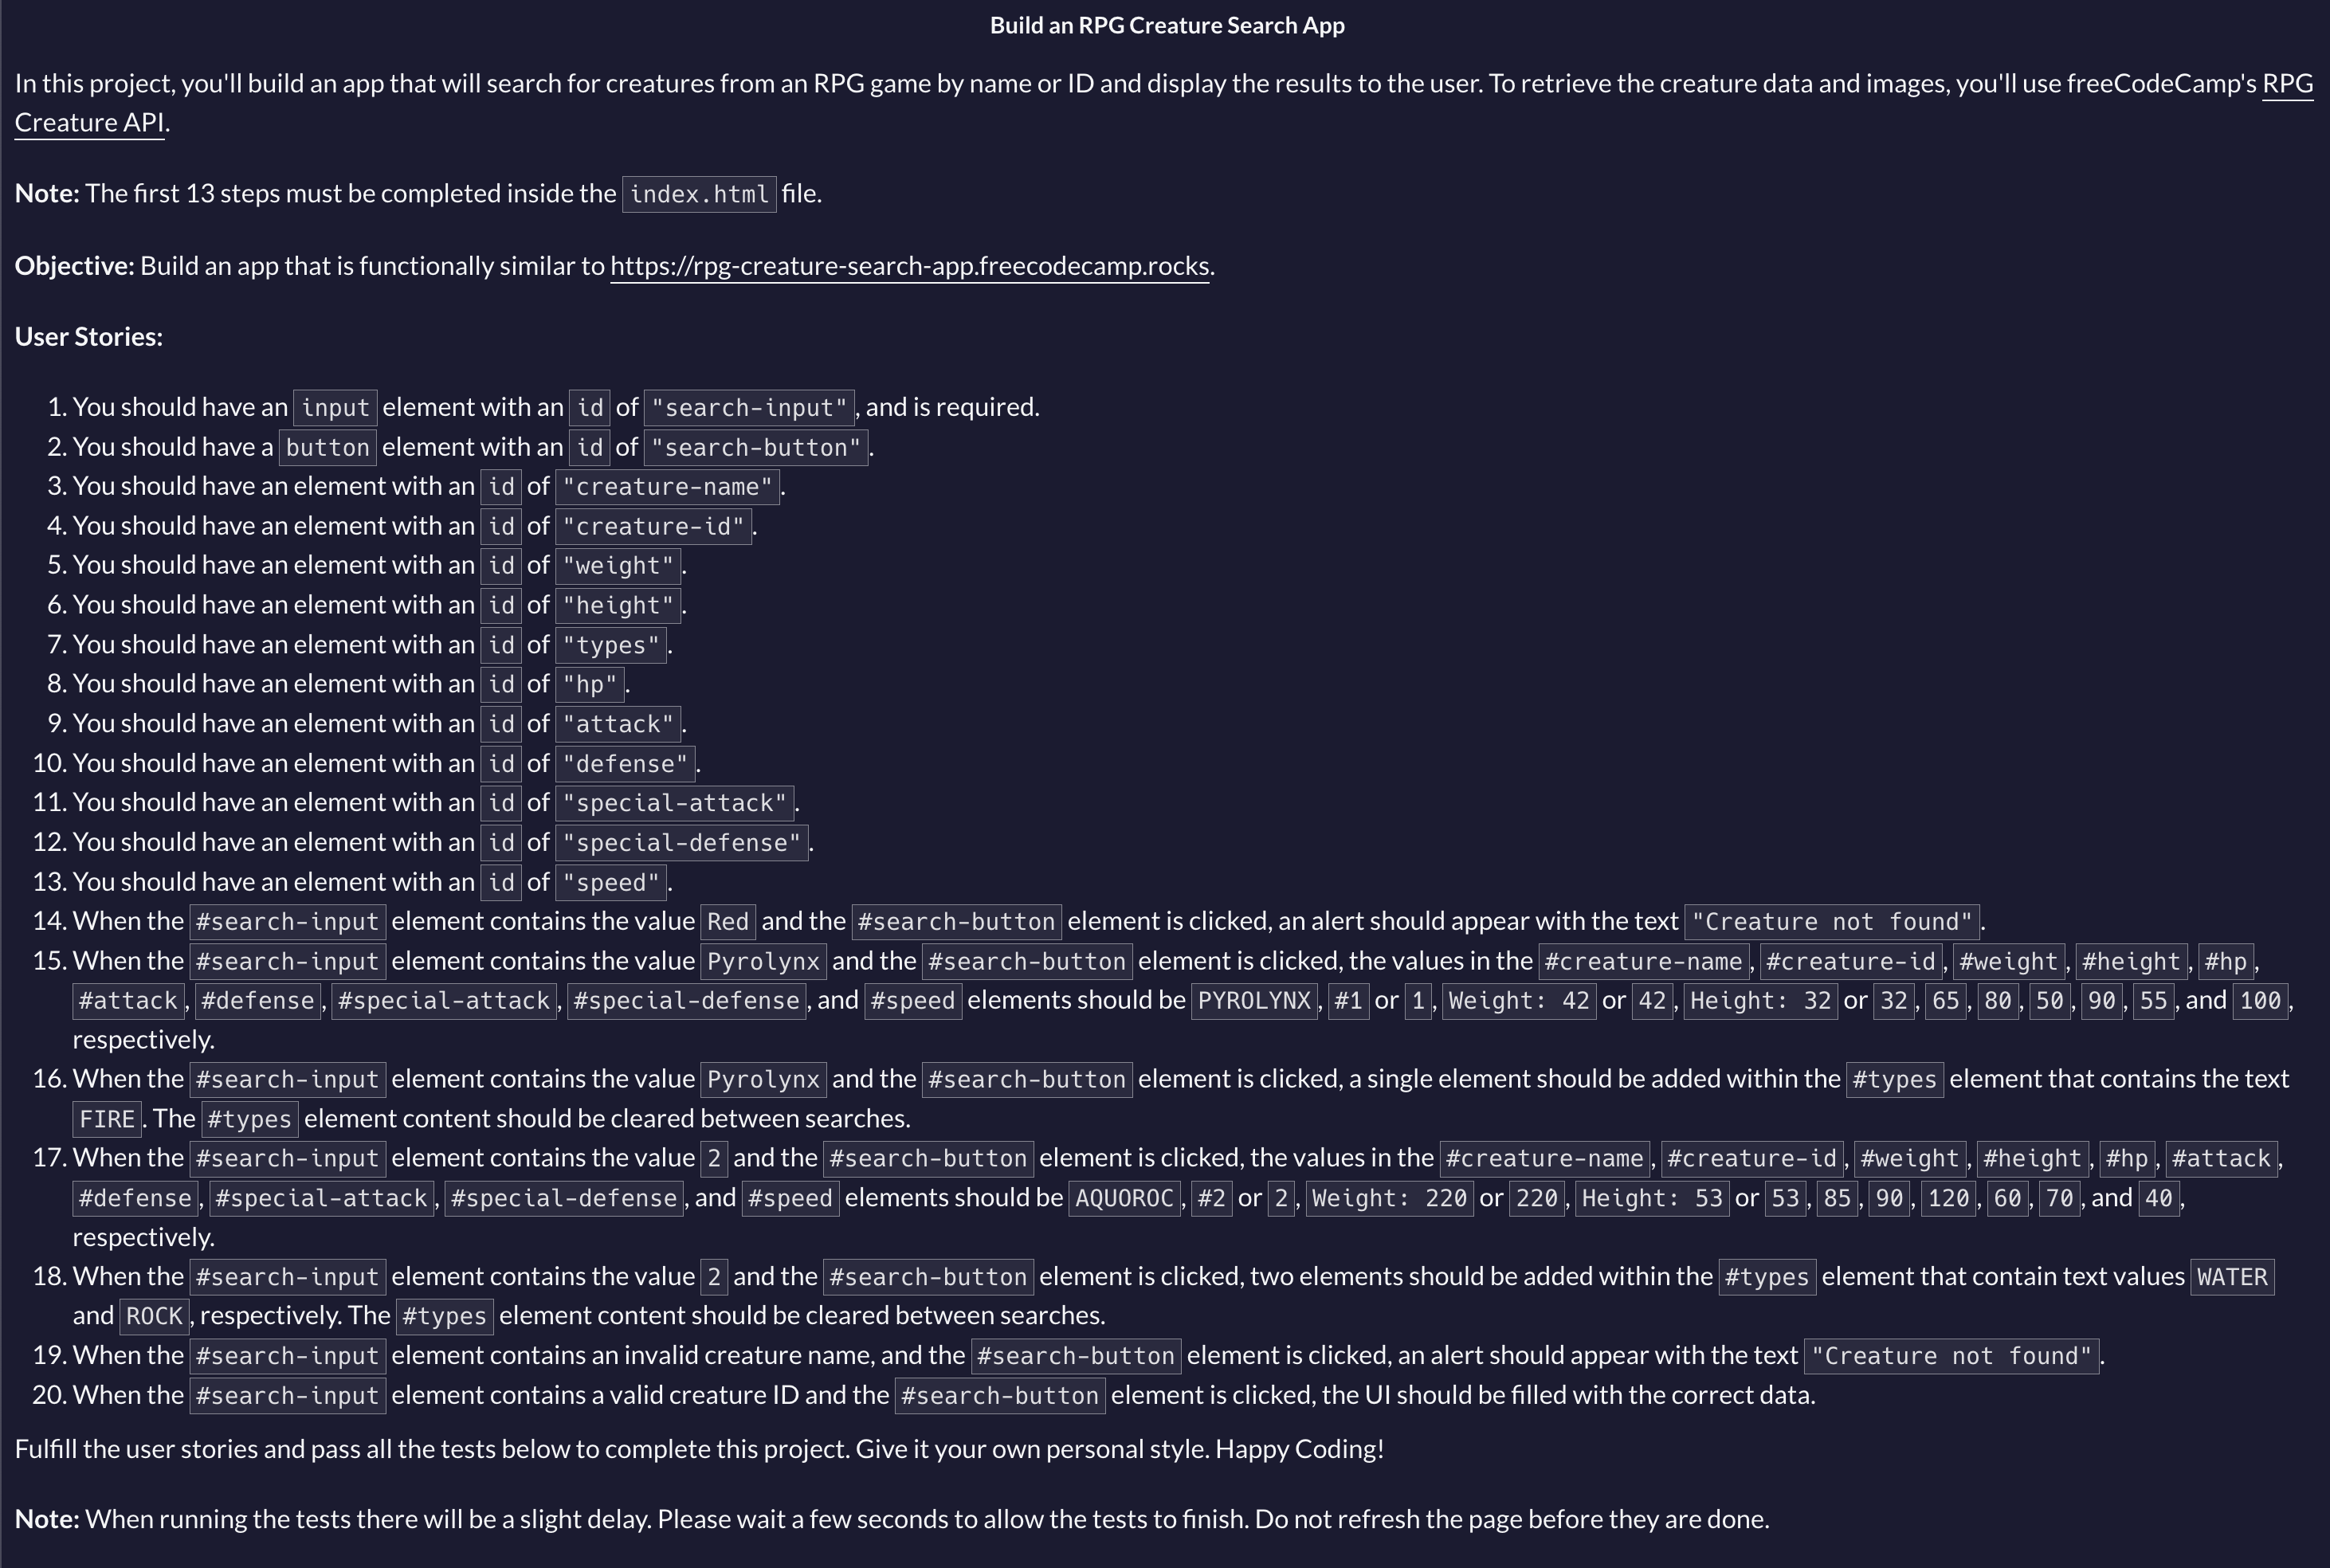 Build an RPG Creature Search App
In this project, you'll build an app that will search for creatures from an RPG game by name or ID and display the results to the user. To retrieve the creature data and images, you'll use freeCodeCamp's RPG
Creature API.
Note: The first 13 steps must be completed inside the index.html file.
Objective: Build an app that is functionally similar to https://rpg-creature-search-app.freecodecamp.rocks.
User Stories:
1. You should have an input element with an id of "search-input", and is required.
2. You should have a button element with an id of "search-button".
3. You should have an element with an id of "creature-name".
4. You should have an element with an id of "creature-id".
5. You should have an element with an id of "weight".
6. You should have an element with an id of "height".
7. You should have an element with an id of "types".
8. You should have an element with an id of "hp".
9. You should have an element with an id of "attack".
10. You should have an element with an id of "defense".
11. You should have an element with an id of "special-attack".
12. You should have an element with an id of "special-defense".
13. You should have an element with an id of "speed".
14. When the #search-input element contains the value Red and the #search-button element is clicked, an alert should appear with the text "Creature not found".
15. When the #search-input element contains the value Pyrolynx and the #search-button element is clicked, the values in the #creature-name, #creature-id, #weight, #height, #hp,
#attack, #defense, #special-attack, #special-defense, and #speed elements should be PYROLYNX, #1 or 1, Weight: 42 or 42, Height: 32 or 32, 65, 80, 50, 90, 55, and 100,
respectively.
16. When the #search-input element contains the value Pyrolynx and the #search-button element is clicked, a single element should be added within the #types element that contains the text
FIRE. The #types element content should be cleared between searches.
17. When the #search-input element contains the value 2 and the #search-button element is clicked, the values in the #creature-name, #creature-id, #weight, #height, #hp, #attack,
#defense, #special-attack, #special-defense, and #speed elements should be AQUOROC, #2 or 2, Weight: 220 or 220, Height: 53 or 53, 85, 90, 120, 60, 70, and 40,
respectively.
18. When the #search-input element contains the value 2 and the #search-button element is clicked, two elements should be added within the #types element that contain text values WATER
and ROCK, respectively. The #types element content should be cleared between searches.
19. When the #search-input element contains an invalid creature name, and the #search-button element is clicked, an alert should appear with the text "Creature not found".
20. When the #search-input element contains a valid creature ID and the #search-button element is clicked, the UI should be filled with the correct data.
Fulfill the user stories and pass all the tests below to complete this project. Give it your own personal style. Happy Coding!
Note: When running the tests there will be a slight delay. Please wait a few seconds to allow the tests to finish. Do not refresh the page before they are done.